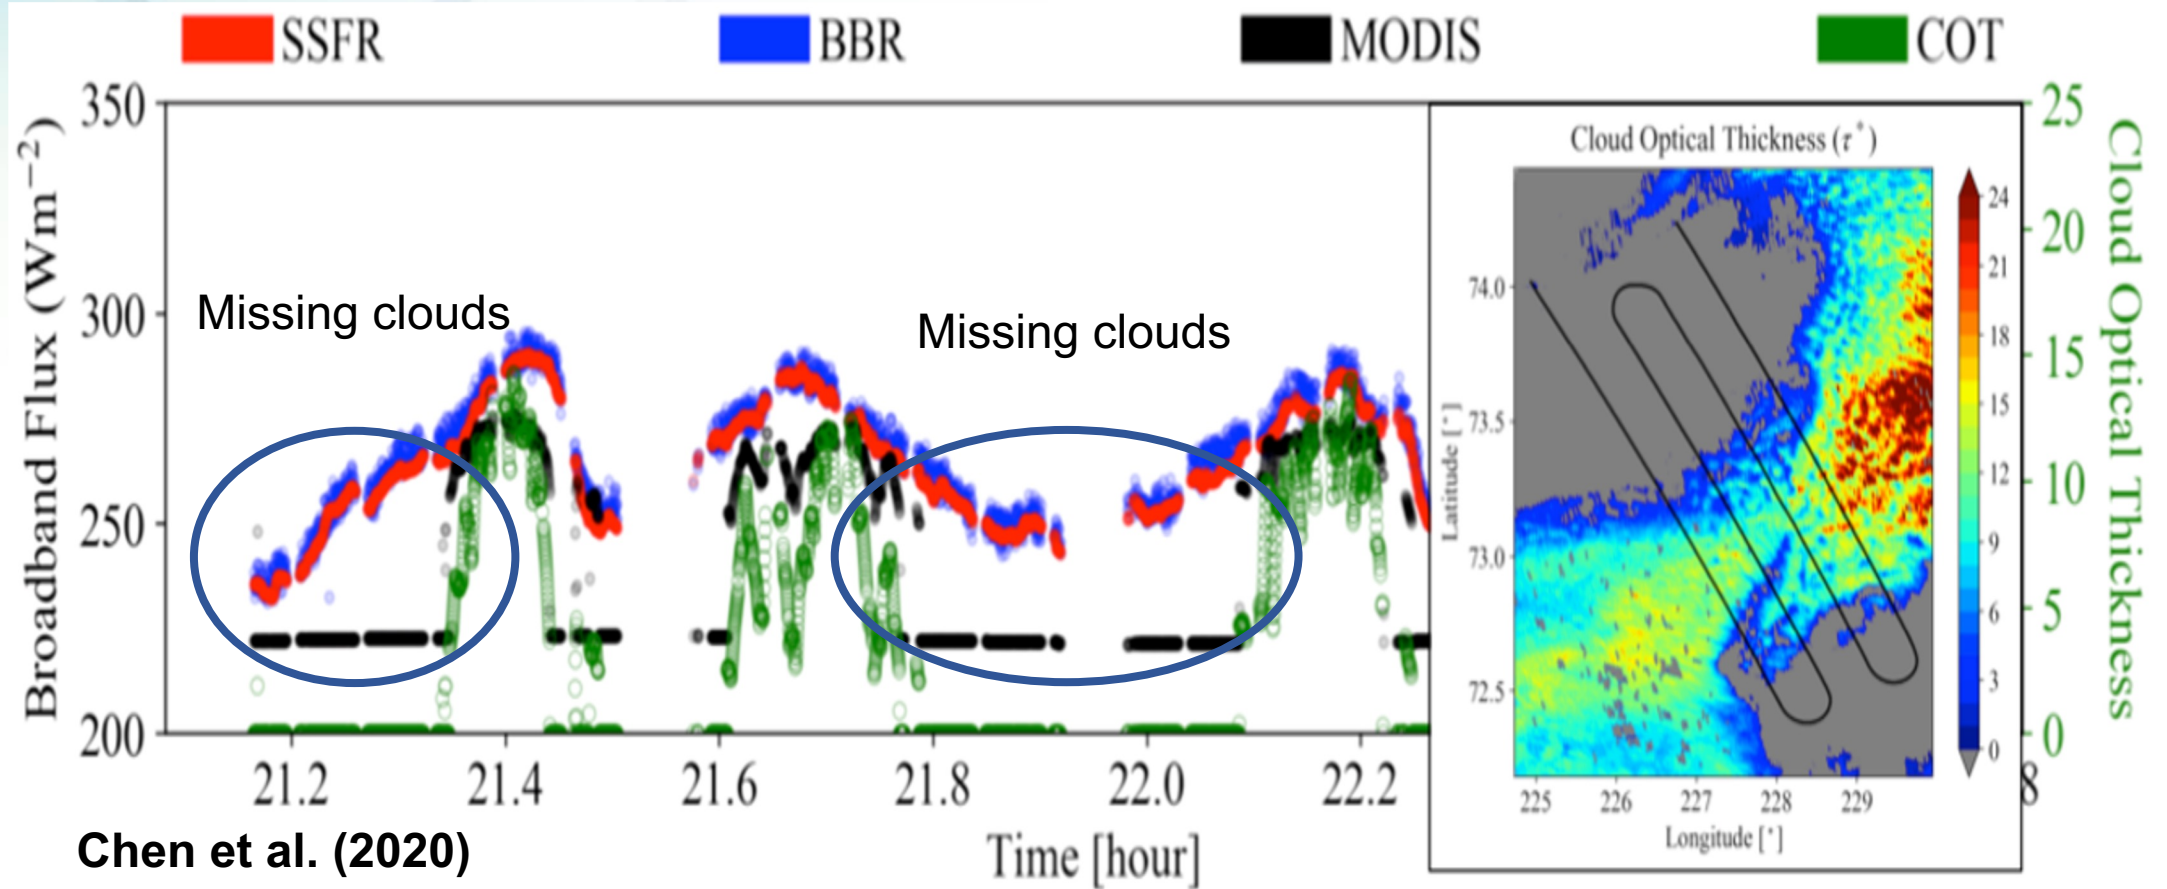 SSFR BBR MODIS COT
350
300
250
200
Broadband Flux (Wm⁻²)
Missing clouds
Missing clouds
21.2 21.4 21.6 21.8 22.0 22.2
Time [hour]
Chen et al. (2020)
Cloud Optical Thickness (τ*)
74.0
73.5
73.0
72.5
Latitude [°]
225 226 227 228 229
Longitude [°]
24
21
18
15
12
9
6
3
0
25
20
15
10
5
0
8
Cloud Optical Thickness